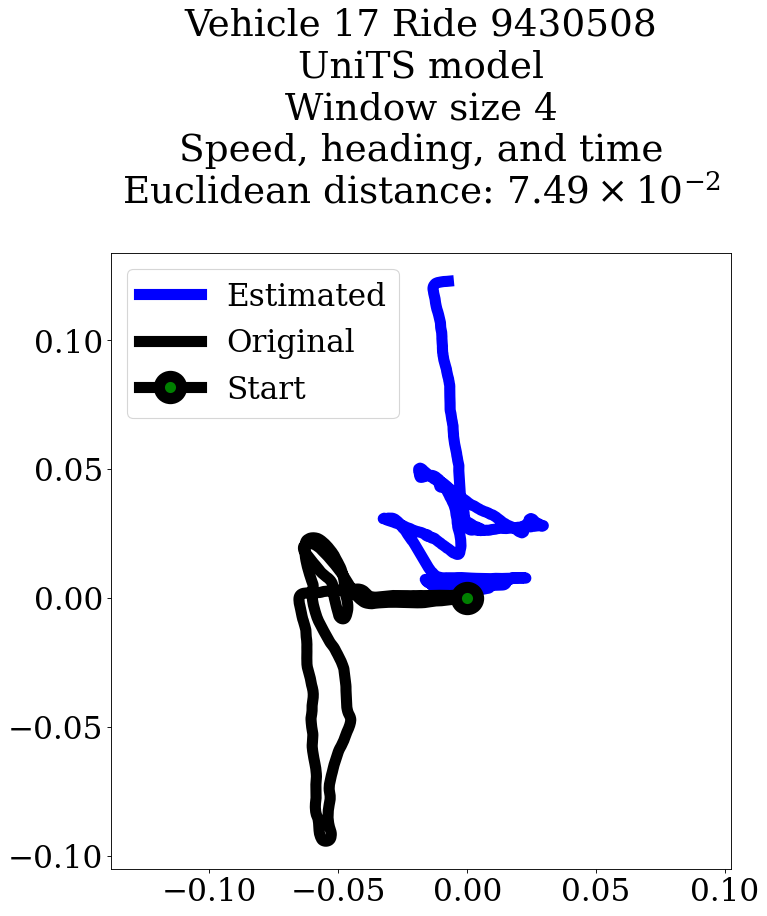 Vehicle 17 Ride 9430508
UniTS model
Window size 4
Speed, heading, and time
Euclidean distance: 7.49 × 10⁻²
Estimated
Original
Start
0.10
0.05
0.00
−0.05
−0.10
−0.10 −0.05 0.00 0.05 0.10